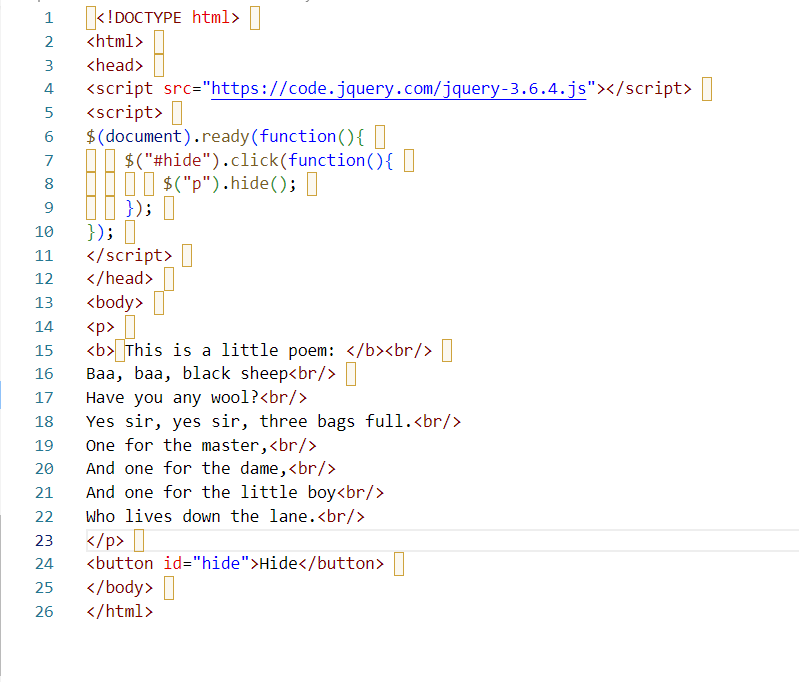 1 <!DOCTYPE html>
2 <html>
3 <head>
4 <script src="https://code.jquery.com/jquery-3.6.4.js"></script>
5 <script>
6 $(document).ready(function(){
7 $("#hide").click(function(){
8 $("p").hide();
9 });
10 });
11 </script>
12 </head>
13 <body>
14 <p>
15 <b> This is a little poem: </b><br/>
16 Baa, baa, black sheep<br/>
17 Have you any wool?<br/>
18 Yes sir, yes sir, three bags full.<br/>
19 One for the master,<br/>
20 And one for the dame,<br/>
21 And one for the little boy<br/>
22 Who lives down the lane.<br/>
23 </p>
24 <button id="hide">Hide</button>
25 </body>
26 </html>